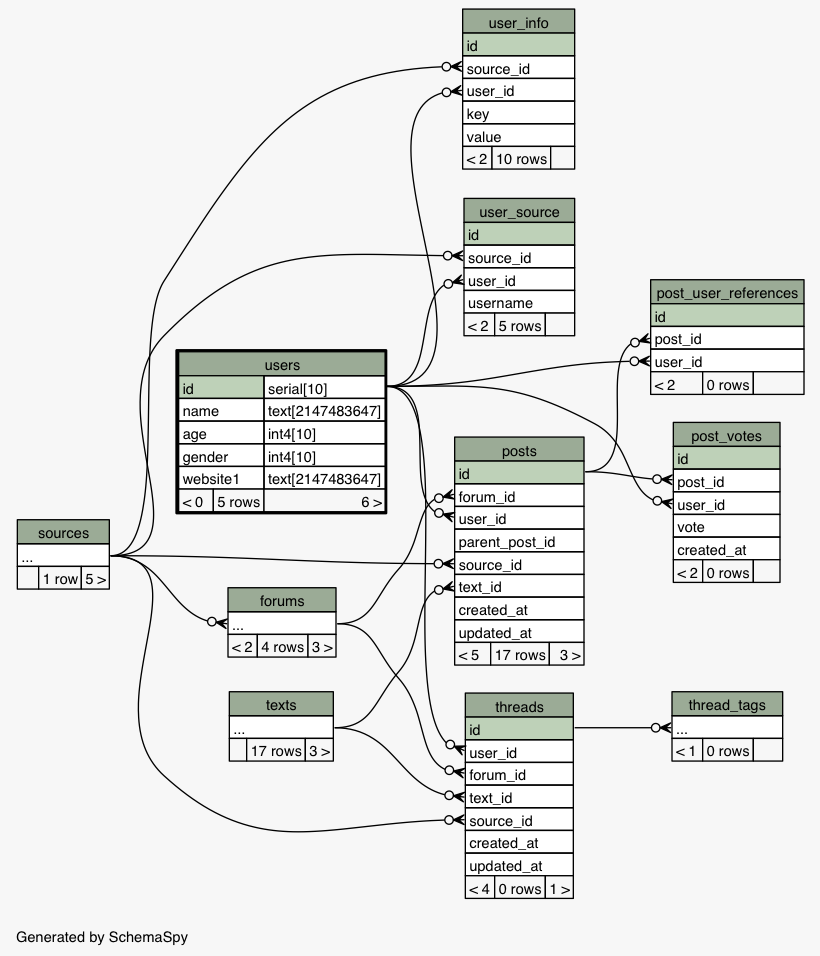 user_info
id
source_id
user_id
key
value
< 2 10 rows
user_source
id
source_id
user_id
username
< 2 5 rows
post_user_references
id
post_id
user_id
< 2 0 rows
users
id serial[10]
name text[2147483647]
age int4[10]
gender int4[10]
website1 text[2147483647]
< 0 5 rows 6 >
post_votes
id
post_id
user_id
vote
created_at
< 2 0 rows
posts
id
forum_id
user_id
parent_post_id
source_id
text_id
created_at
updated_at
< 5 17 rows 3 >
sources
...
1 row 5 >
forums
...
< 2 4 rows 3 >
texts
...
17 rows 3 >
threads
id
user_id
forum_id
text_id
source_id
created_at
updated_at
< 4 0 rows 1 >
thread_tags
...
< 1 0 rows
Generated by SchemaSpy